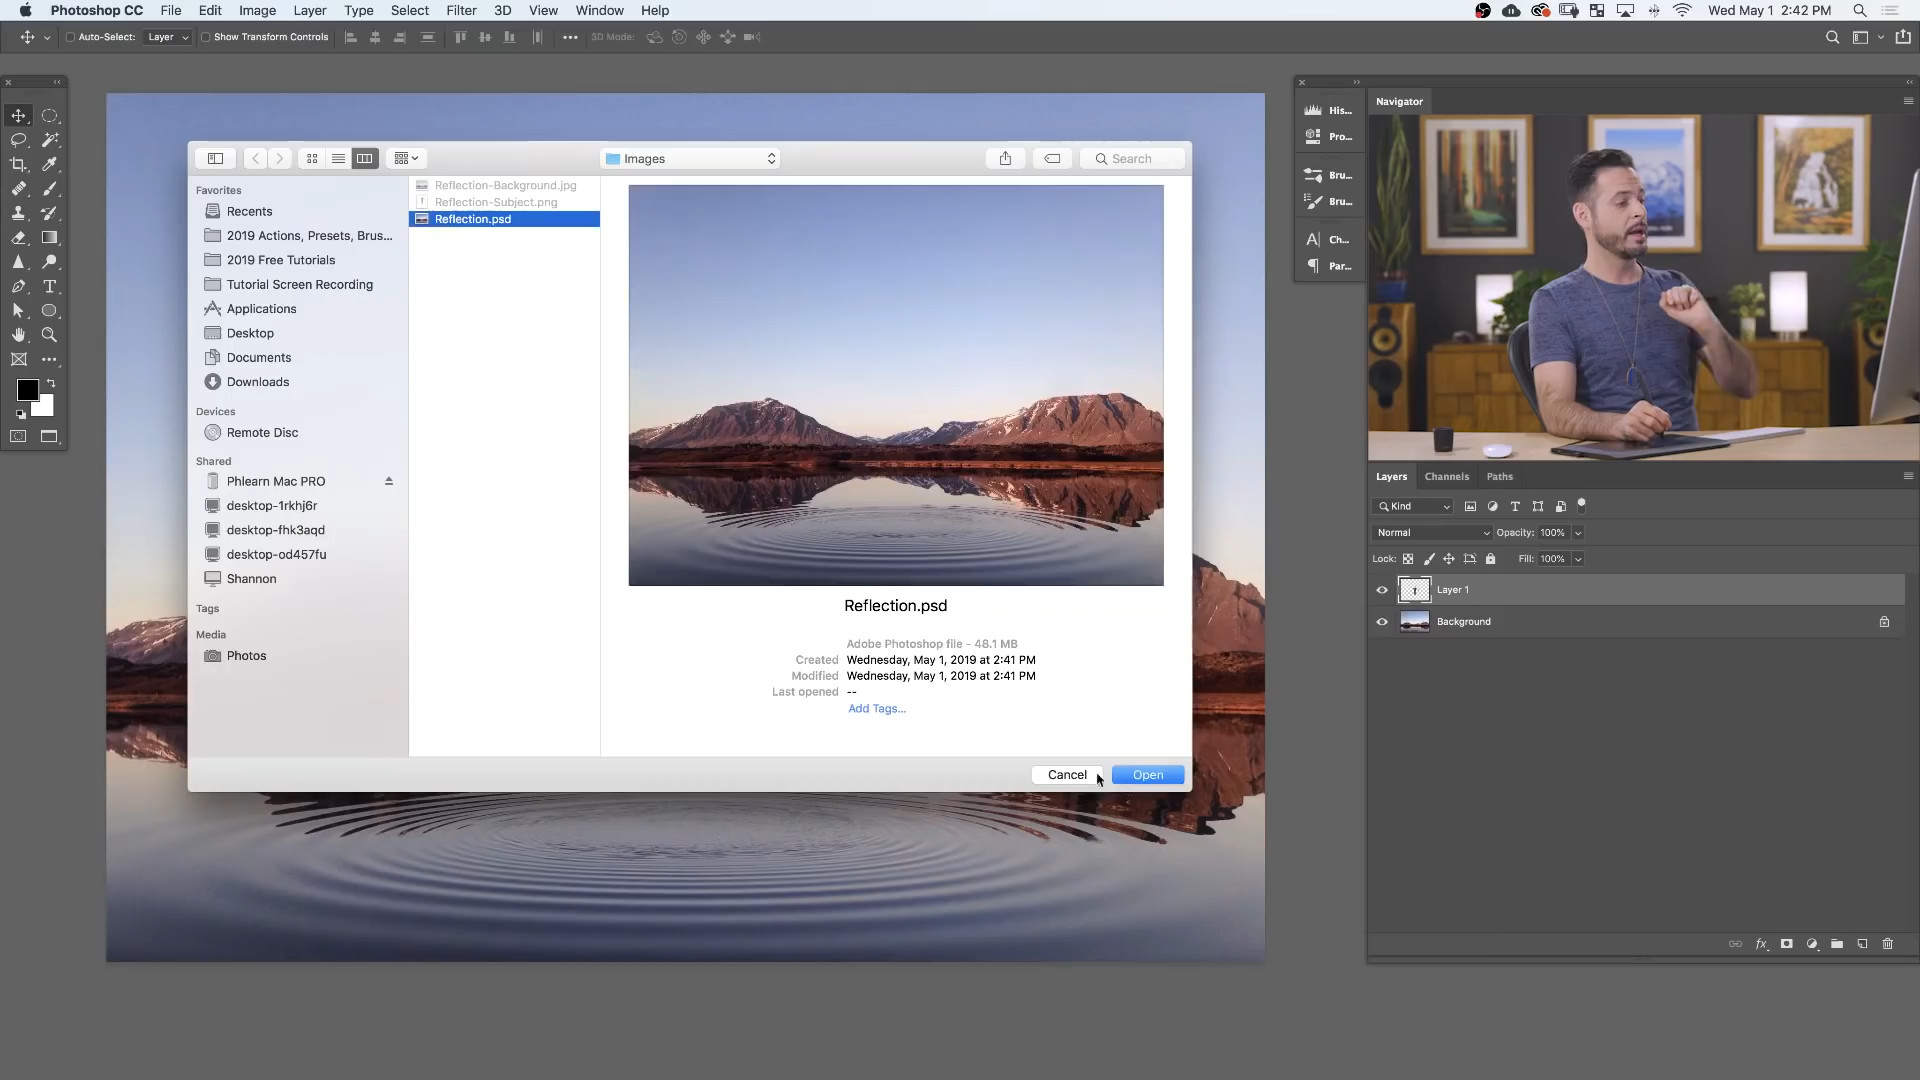 Photoshop CC File Edit Image Layer Type Select Filter 3D View Window Help Wed May 1 2:42 PM
Auto-Select: Layer Show Transform Controls 3D Mode:
Images
Search
Favorites
Recents
2019 Actions, Presets, Brus...
2019 Free Tutorials
Tutorial Screen Recording
Applications
Desktop
Documents
Downloads
Devices
Remote Disc
Shared
Phlearn Mac PRO
desktop-1rkhj6r
desktop-fhk3aqd
desktop-od457fu
Shannon
Tags
Media
Photos
Reflection-Background.jpg
Reflection-Subject.png
Reflection.psd
Reflection.psd
Adobe Photoshop file - 48.1 MB
Created Wednesday, May 1, 2019 at 2:41 PM
Modified Wednesday, May 1, 2019 at 2:41 PM
Last opened --
Add Tags...
Cancel Open
His...
Pro...
Bru...
Bru...
Ch...
Par...
Navigator
Layers Channels Paths
Kind
Normal Opacity: 100%
Lock: Fill: 100%
Layer 1
Background